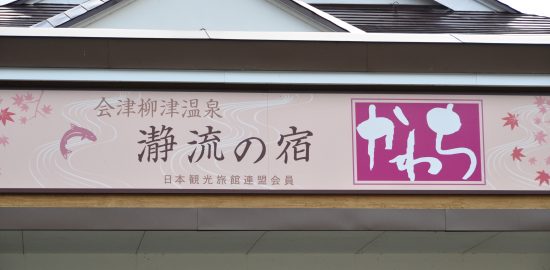 会津柳津温泉
瀞流の宿
日本観光旅館連盟会員
かわち